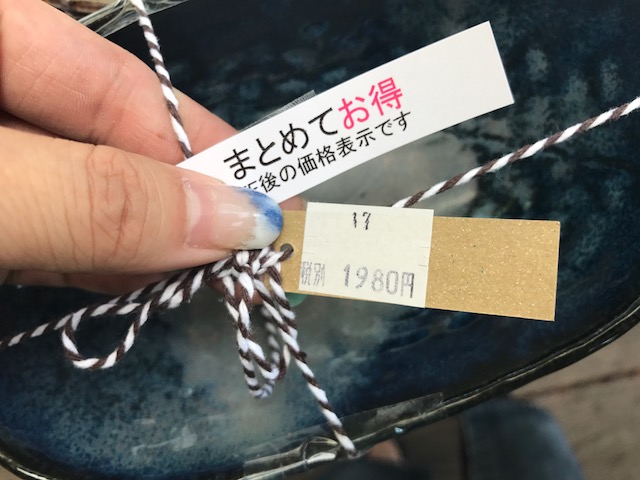 まとめてお得
後の価格表示です
17
税別 1980円